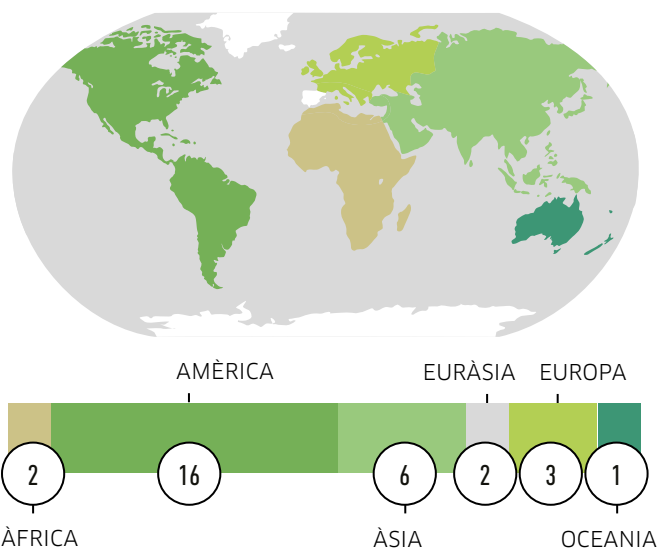 AMÈRICA
EURÀSIA
EUROPA
2
16
6
2
3
1
ÀFRICA
ÀSIA
OCEANIA